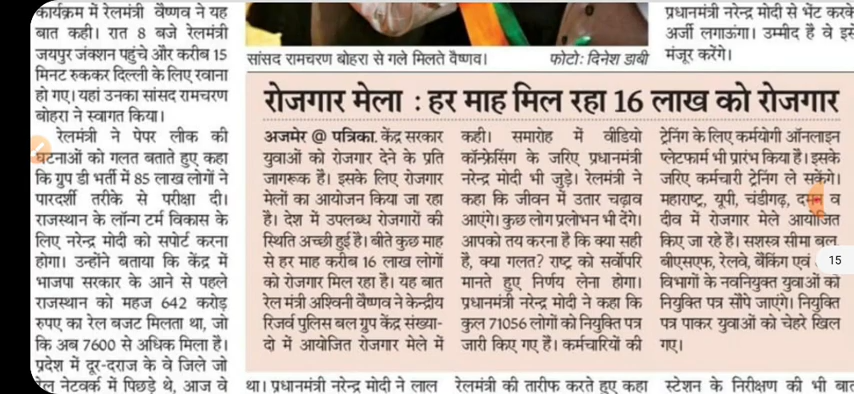 कार्यक्रम में रेलमंत्री वैष्णव ने यह
बात कही। रात 8 बजे रेलमंत्री
जयपुर जंक्शन पहुंचे और करीब 15
मिनट रुककर दिल्ली के लिए रवाना
हो गए। यहां उनका सांसद रामचरण
बोहरा ने स्वागत किया।
रेलमंत्री ने पेपर लीक की
घटनाओं को गलत बताते हुए कहा
कि ग्रुप डी भर्ती में 85 लाख लोगों ने
पारदर्शी तरीके से परीक्षा दी।
राजस्थान के लॉन्ग टर्म विकास के
लिए नरेन्द्र मोदी को सपोर्ट करना
होगा। उन्होंने बताया कि केंद्र में
भाजपा सरकार के आने से पहले
राजस्थान को महज 642 करोड़
रुपए का रेल बजट मिलता था, जो
कि अब 7600 से अधिक मिला है।
प्रदेश में दूर-दराज के वे जिले जो
रेल नेटवर्क में पिछड़े थे, आज वे
सांसद रामचरण बोहरा से गले मिलते वैष्णव।
फोटो: दिनेश डाबी
प्रधानमंत्री नरेन्द्र मोदी से भेंट करके
अर्जी लगाऊंगा। उम्मीद है वे इसे
मंजूर करेंगे।
रोजगार मेला : हर माह मिल रहा 16 लाख को रोजगार
अजमेर @ पत्रिका. केंद्र सरकार
युवाओं को रोजगार देने के प्रति
जागरूक है। इसके लिए रोजगार
मेलों का आयोजन किया जा रहा
है। देश में उपलब्ध रोजगारों की
स्थिति अच्छी हुई है। बीते कुछ माह
से हर माह करीब 16 लाख लोगों
को रोजगार मिल रहा है। यह बात
रेल मंत्री अश्विनी वैष्णव ने केन्द्रीय
रिजर्व पुलिस बल ग्रुप केंद्र संख्या-
दो में आयोजित रोजगार मेले में
कही। समारोह में वीडियो
कॉन्फ्रेसिंग के जरिए प्रधानमंत्री
नरेन्द्र मोदी भी जुड़े। रेलमंत्री ने
कहा कि जीवन में उतार चढ़ाव
आएंगे। कुछ लोग प्रलोभन भी देंगे।
आपको तय करना है कि क्या सही
है, क्या गलत? राष्ट्र को सर्वोपरि
मानते हुए निर्णय लेना होगा।
प्रधानमंत्री नरेन्द्र मोदी ने कहा कि
कुल 71056 लोगों को नियुक्ति पत्र
जारी किए गए है। कर्मचारियों की
ट्रेनिंग के लिए कर्मयोगी ऑनलाइन
प्लेटफार्म भी प्रारंभ किया है। इसके
जरिए कर्मचारी ट्रेनिंग ले सकेंगे।
महाराष्ट्र, यूपी, चंडीगढ़, दमन व
दीव में रोजगार मेले आयोजित
किए जा रहे हैं। सशस्त्र सीमा बल,
बीएसएफ, रेलवे, बैंकिंग एवं
विभागों के नवनियुक्त युवाओं को
नियुक्ति पत्र सौंपे जाएंगे। नियुक्ति
पत्र पाकर युवाओं को चेहरे खिल
गए।
15
था। प्रधानमंत्री नरेन्द्र मोदी ने लाल
रेलमंत्री की तारीफ करते हुए कहा
स्टेशन के निरीक्षण की भी बात